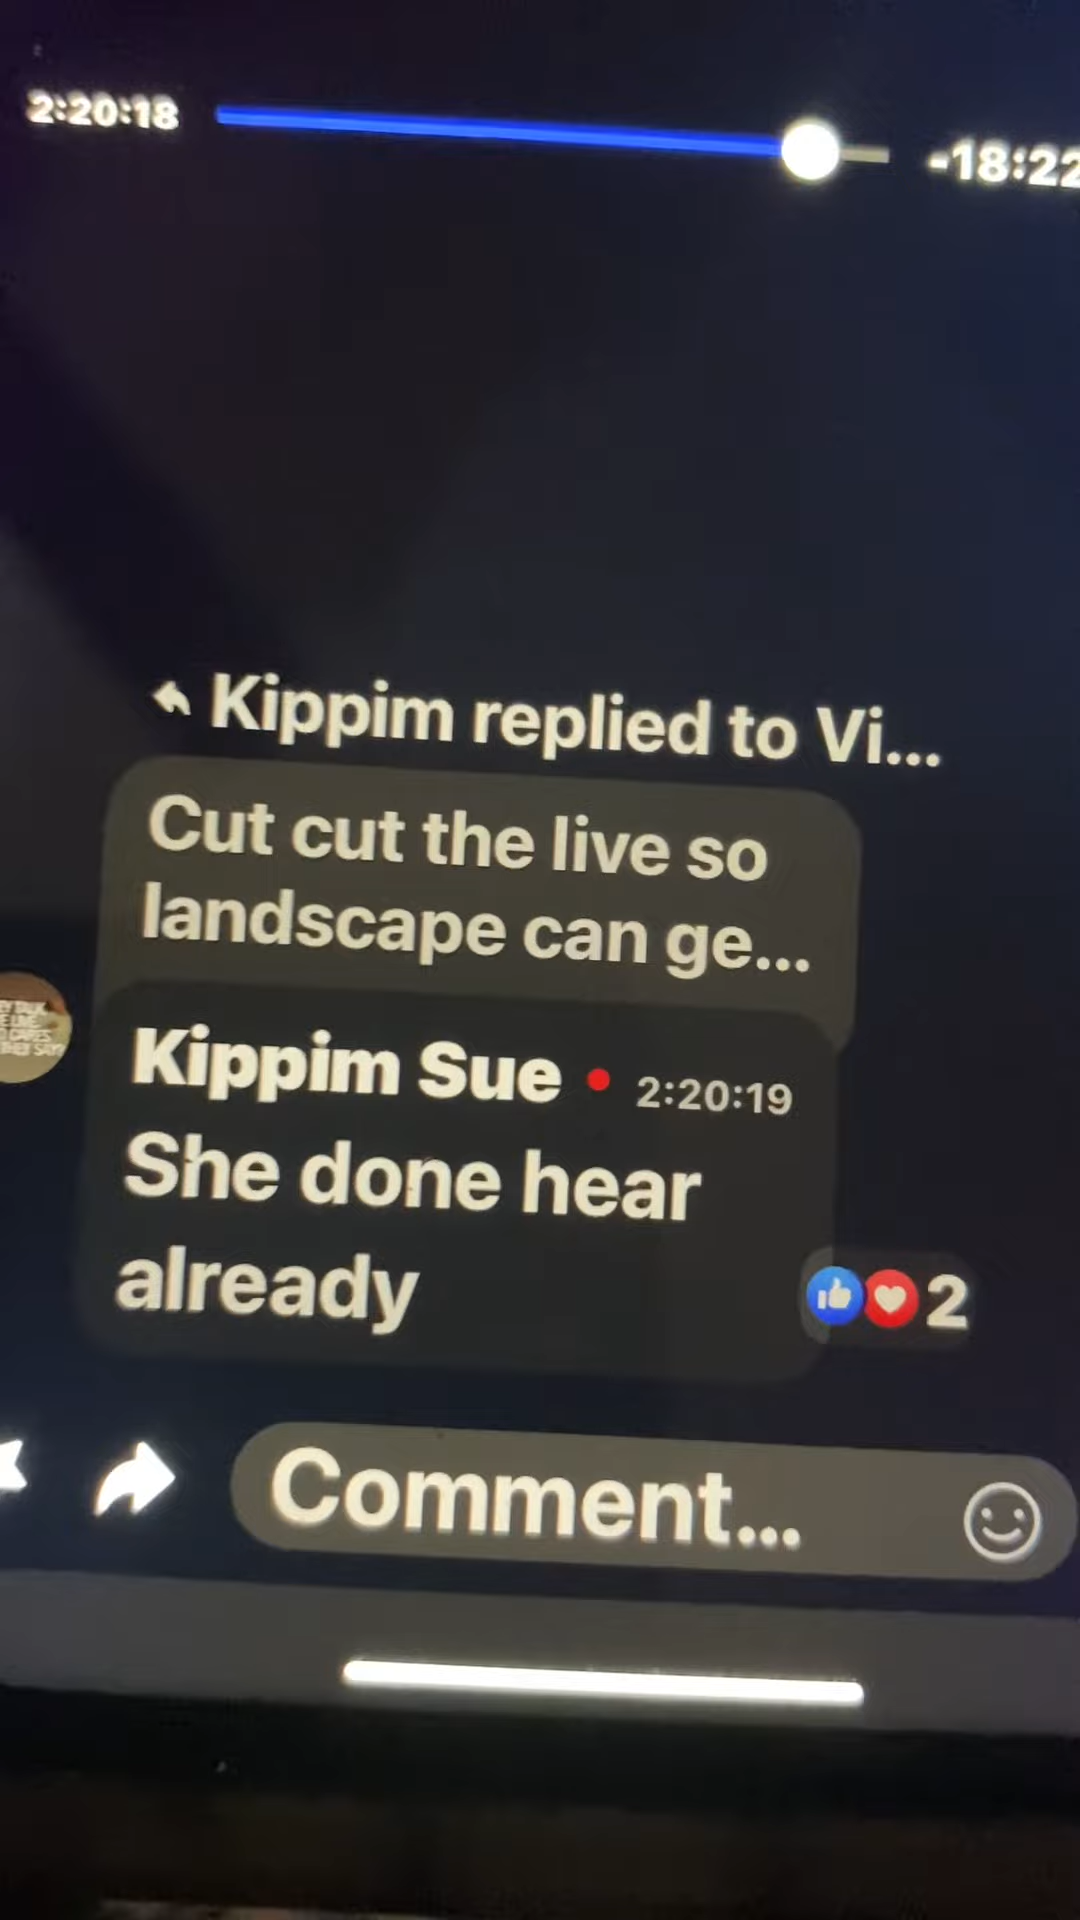 2:20:18
-18:22
Kippim replied to Vi...
Cut cut the live so
landscape can ge...
Kippim Sue • 2:20:19
She done hear
already
2
Comment...